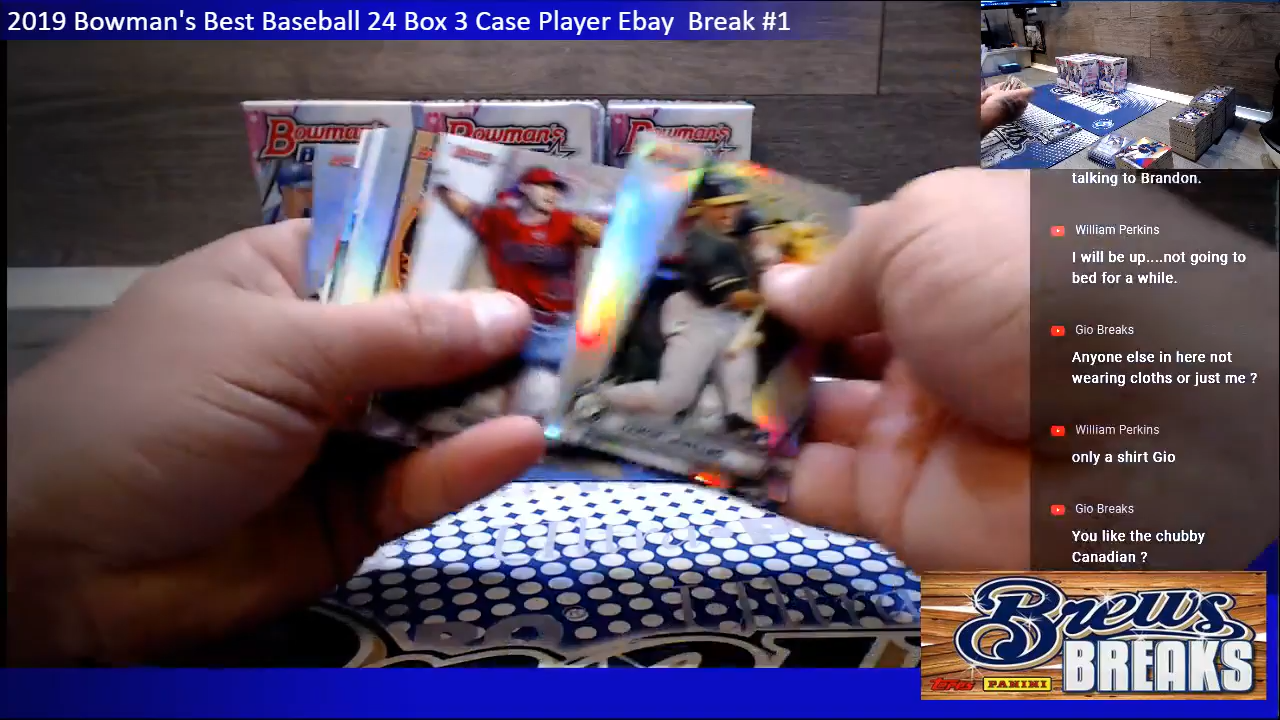 2019 Bowman's Best Baseball 24 Box 3 Case Player Ebay  Break #1
Bowman's
Bowman's
Bowman's
talking to Brandon.
William Perkins
I will be up....not going to
bed for a while.
Gio Breaks
Anyone else in here not
wearing cloths or just me ?
William Perkins
only a shirt Gio
Gio Breaks
You like the chubby
Canadian ?
Brews
BREAKS
Topps PANINI